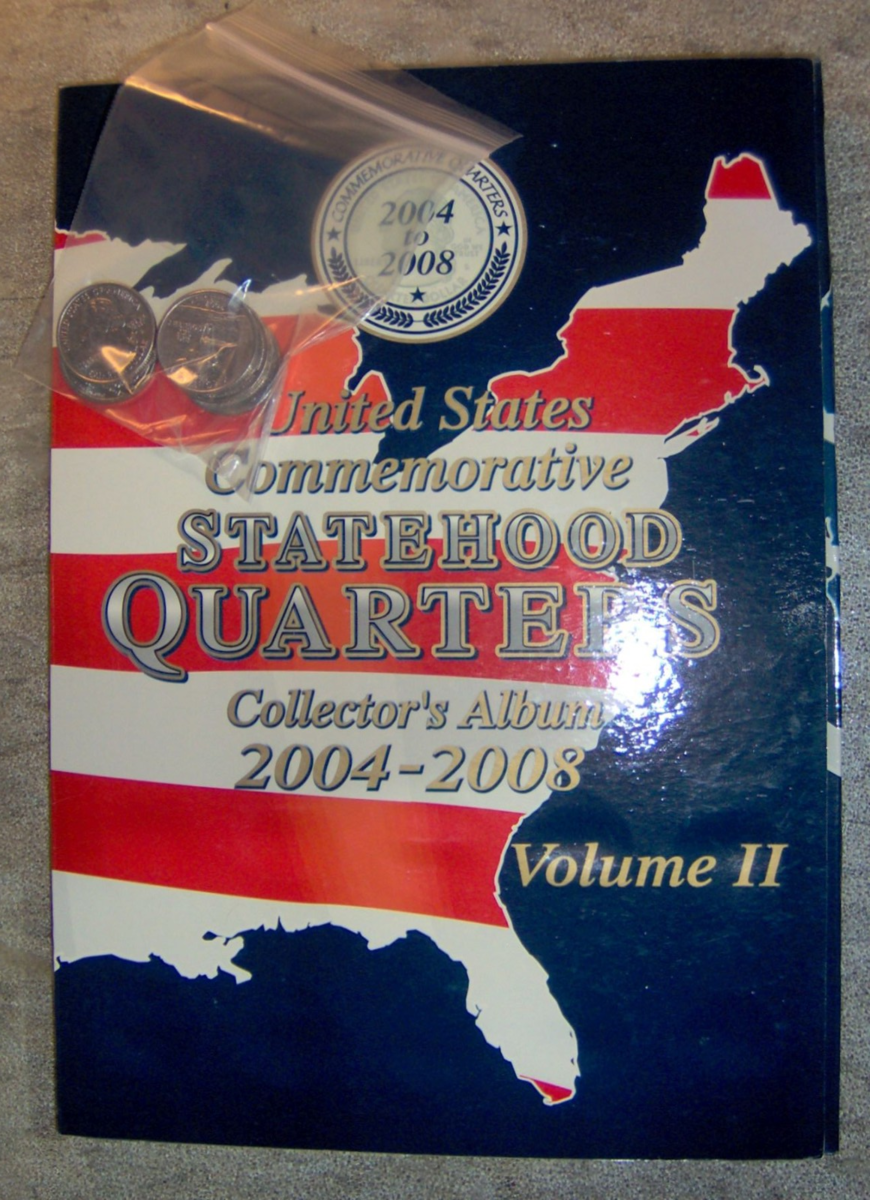 COMMEMORATIVE QUARTERS
2004
to
2008
United States
Commemorative
STATEHOOD
QUARTERS
Collector's Album
2004-2008
Volume II